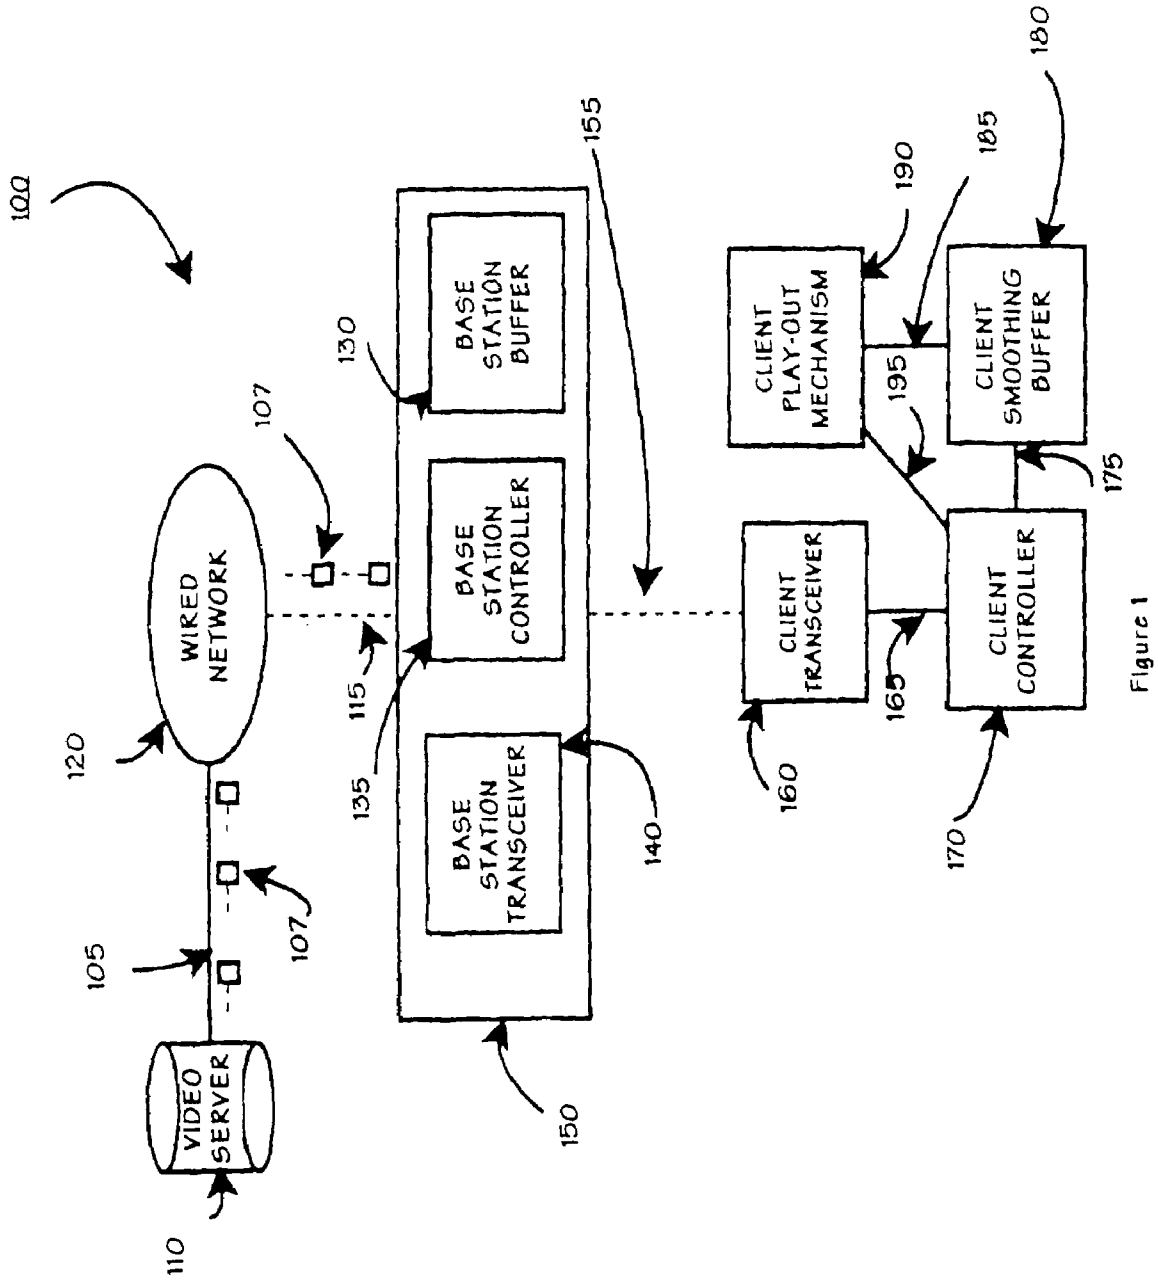 100
110
VIDEO
SERVER
105
107
120
WIRED
NETWORK
107
115
130
135
BASE
STATION
TRANSCEIVER
BASE
STATION
CONTROLLER
BASE
STATION
BUFFER
140
150
155
160
CLIENT
TRANSCEIVER
CLIENT
PLAY-OUT
MECHANISM
190
165
195
185
170
CLIENT
CONTROLLER
175
CLIENT
SMOOTHING
BUFFER
180
Figure 1